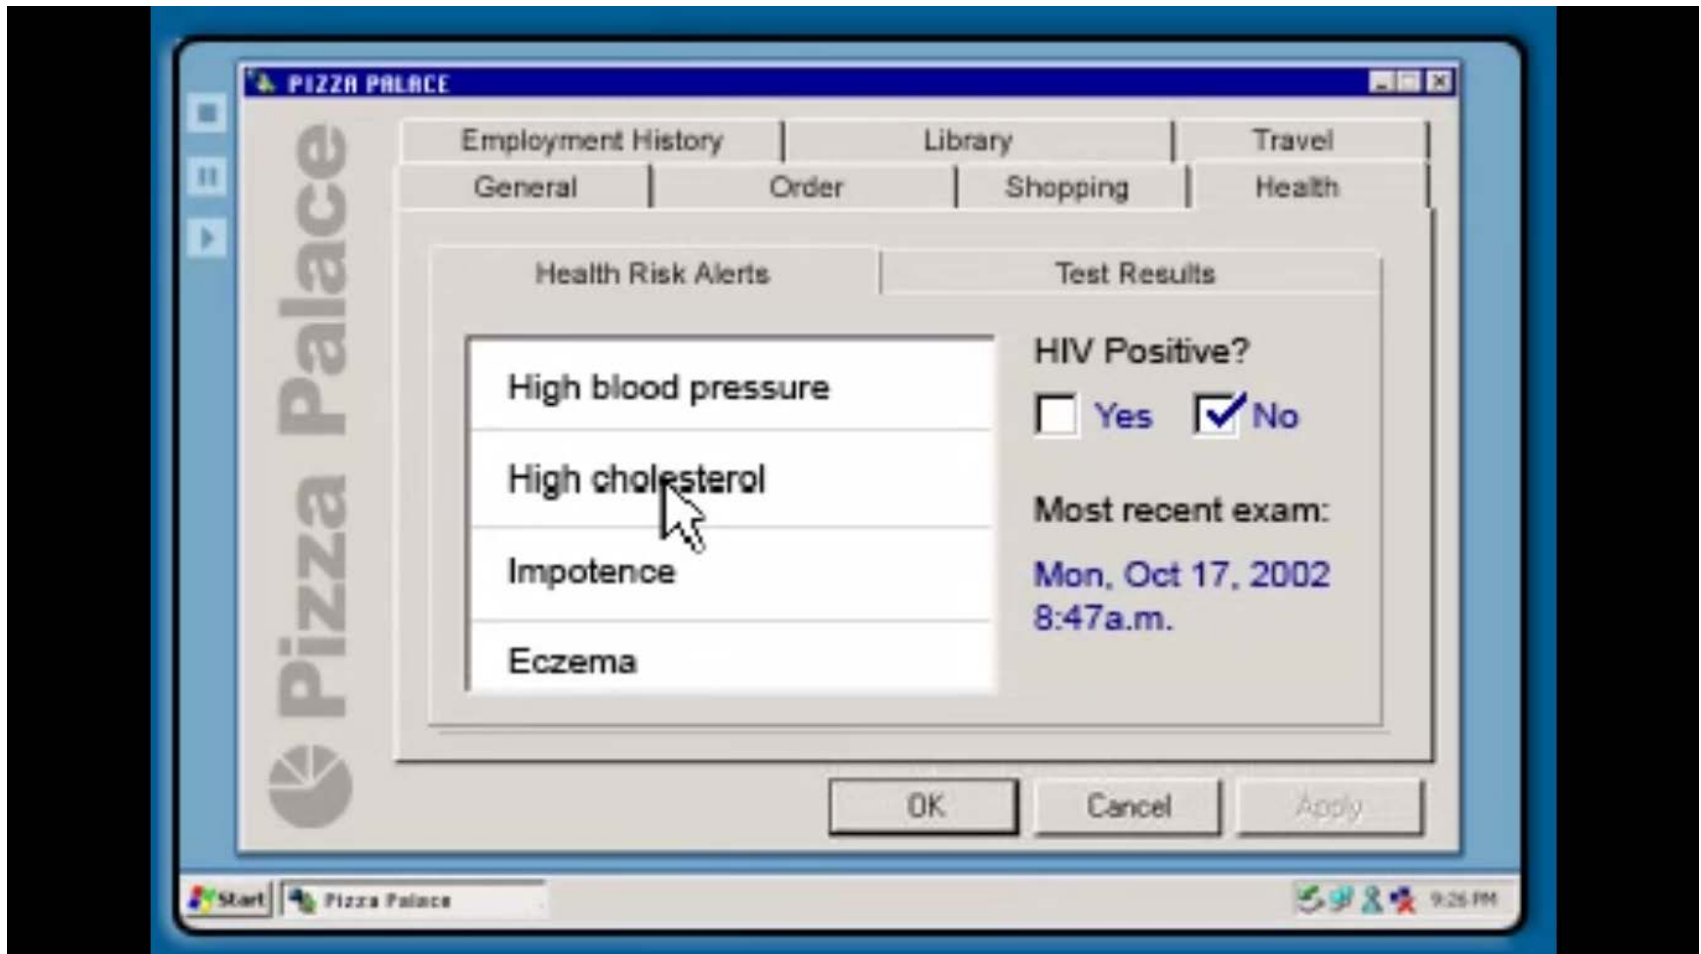 PIZZA PALACE
Pizza Palace
Employment History
Library
Travel
General
Order
Shopping
Health
Health Risk Alerts
Test Results
High blood pressure
High cholesterol
Impotence
Eczema
HIV Positive?
Yes
No
Most recent exam:
Mon, Oct 17, 2002
8:47a.m.
OK
Cancel
Apply
Start
Pizza Palace
9:26 PM